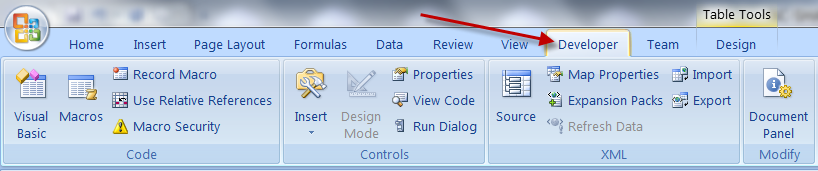 Table Tools
Home Insert Page Layout Formulas Data Review View Developer Team Design
Visual Basic
Macros
Record Macro
Use Relative References
Macro Security
Code
Insert
Design Mode
Properties
View Code
Run Dialog
Controls
Source
Map Properties
Expansion Packs
Refresh Data
Import
Export
XML
Document Panel
Modify